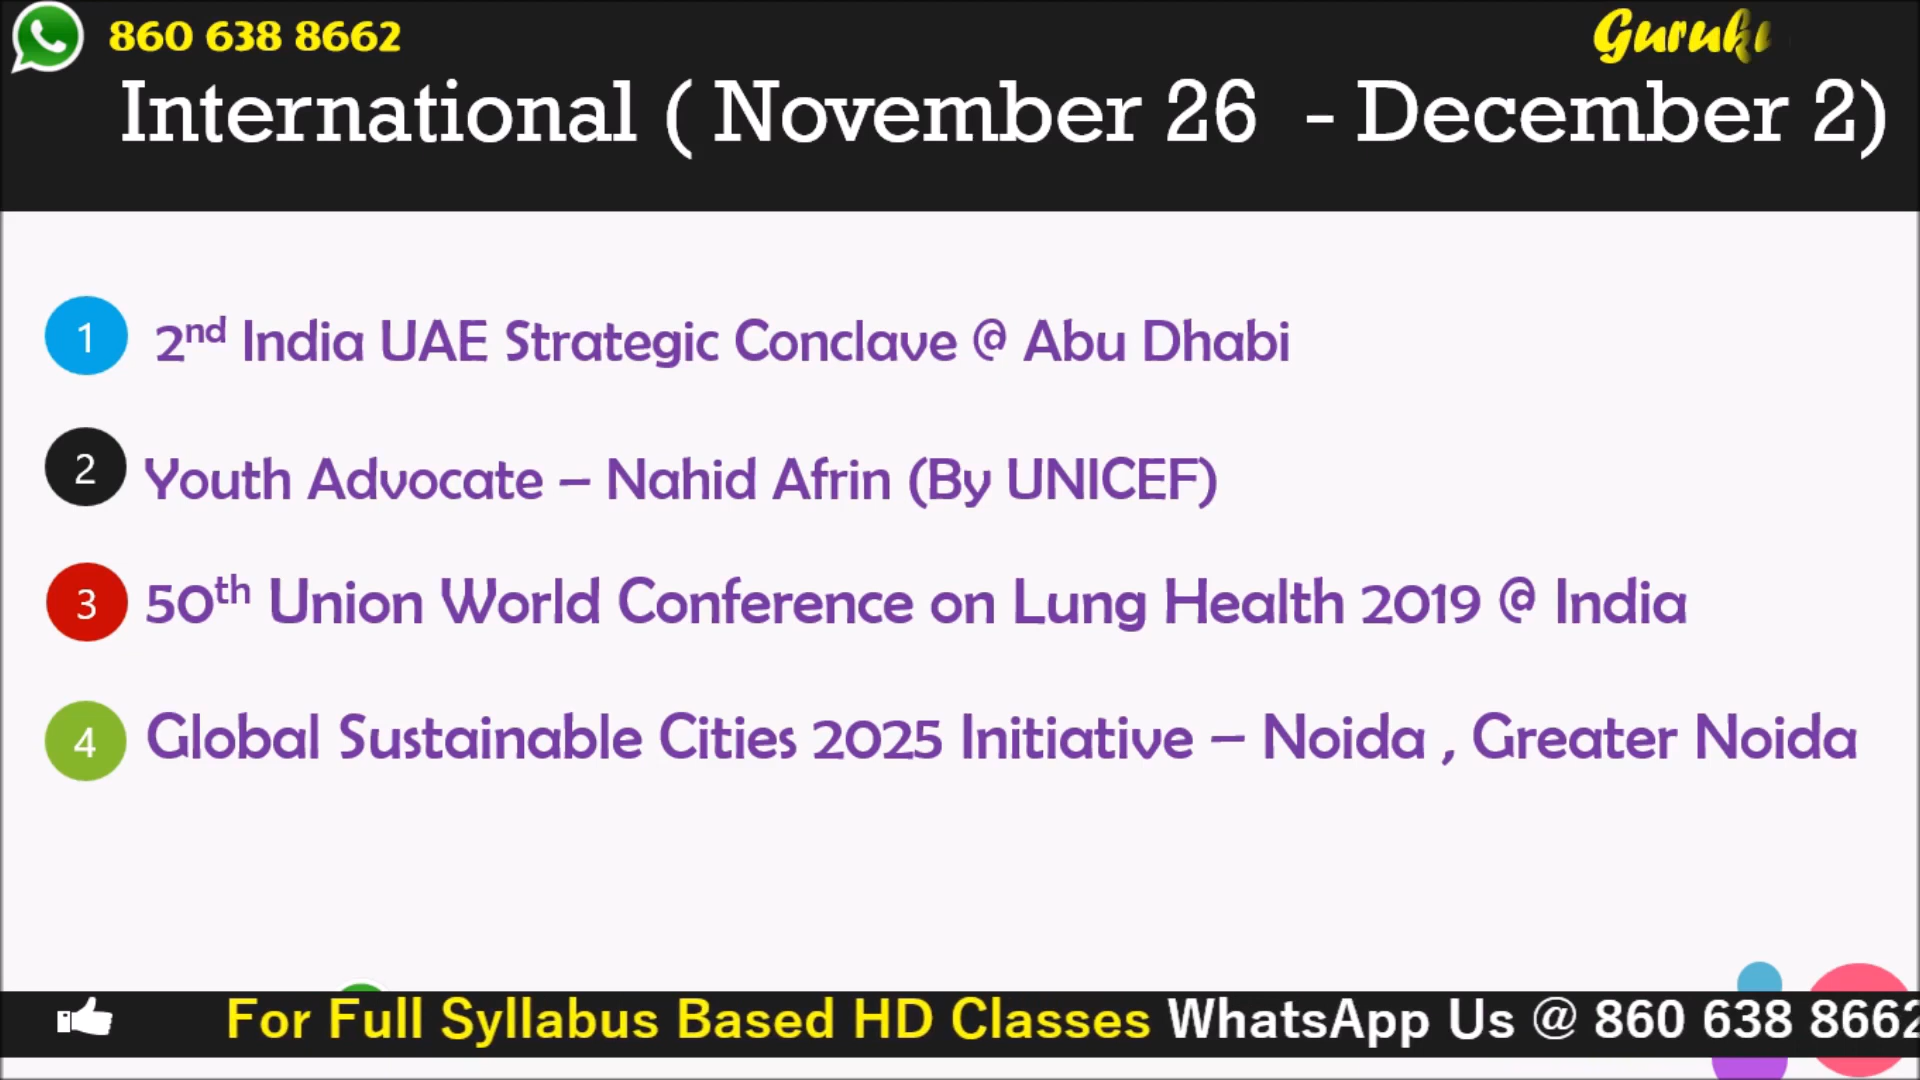 860 638 8662
International ( November 26 - December 2)
1 2nd India UAE Strategic Conclave @ Abu Dhabi
2 Youth Advocate – Nahid Afrin (By UNICEF)
3 50th Union World Conference on Lung Health 2019 @ India
4 Global Sustainable Cities 2025 Initiative – Noida , Greater Noida
For Full Syllabus Based HD Classes WhatsApp Us @ 860 638 8662